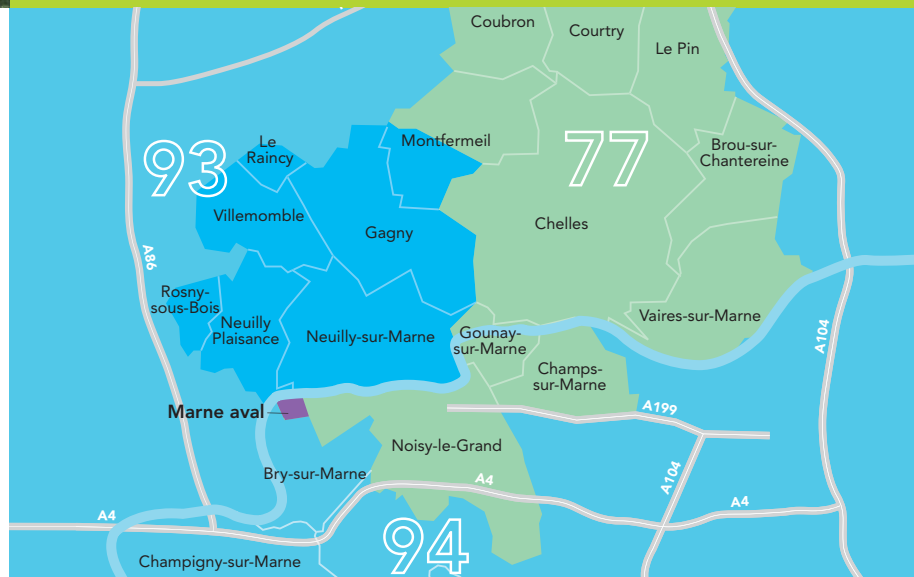 Coubron
Courtry
Le Pin
93
Le
Raincy
Montfermeil
77
Brou-sur-
Chantereine
Villemomble
Gagny
Chelles
A86
Rosny-
sous-Bois
Neuilly
Plaisance
Neuilly-sur-Marne
Gounay-
sur-Marne
Vaires-sur-Marne
A104
Champs-
sur-Marne
Marne aval
A199
Noisy-le-Grand
Bry-sur-Marne
A4
A104
A4
A4
94
Champigny-sur-Marne